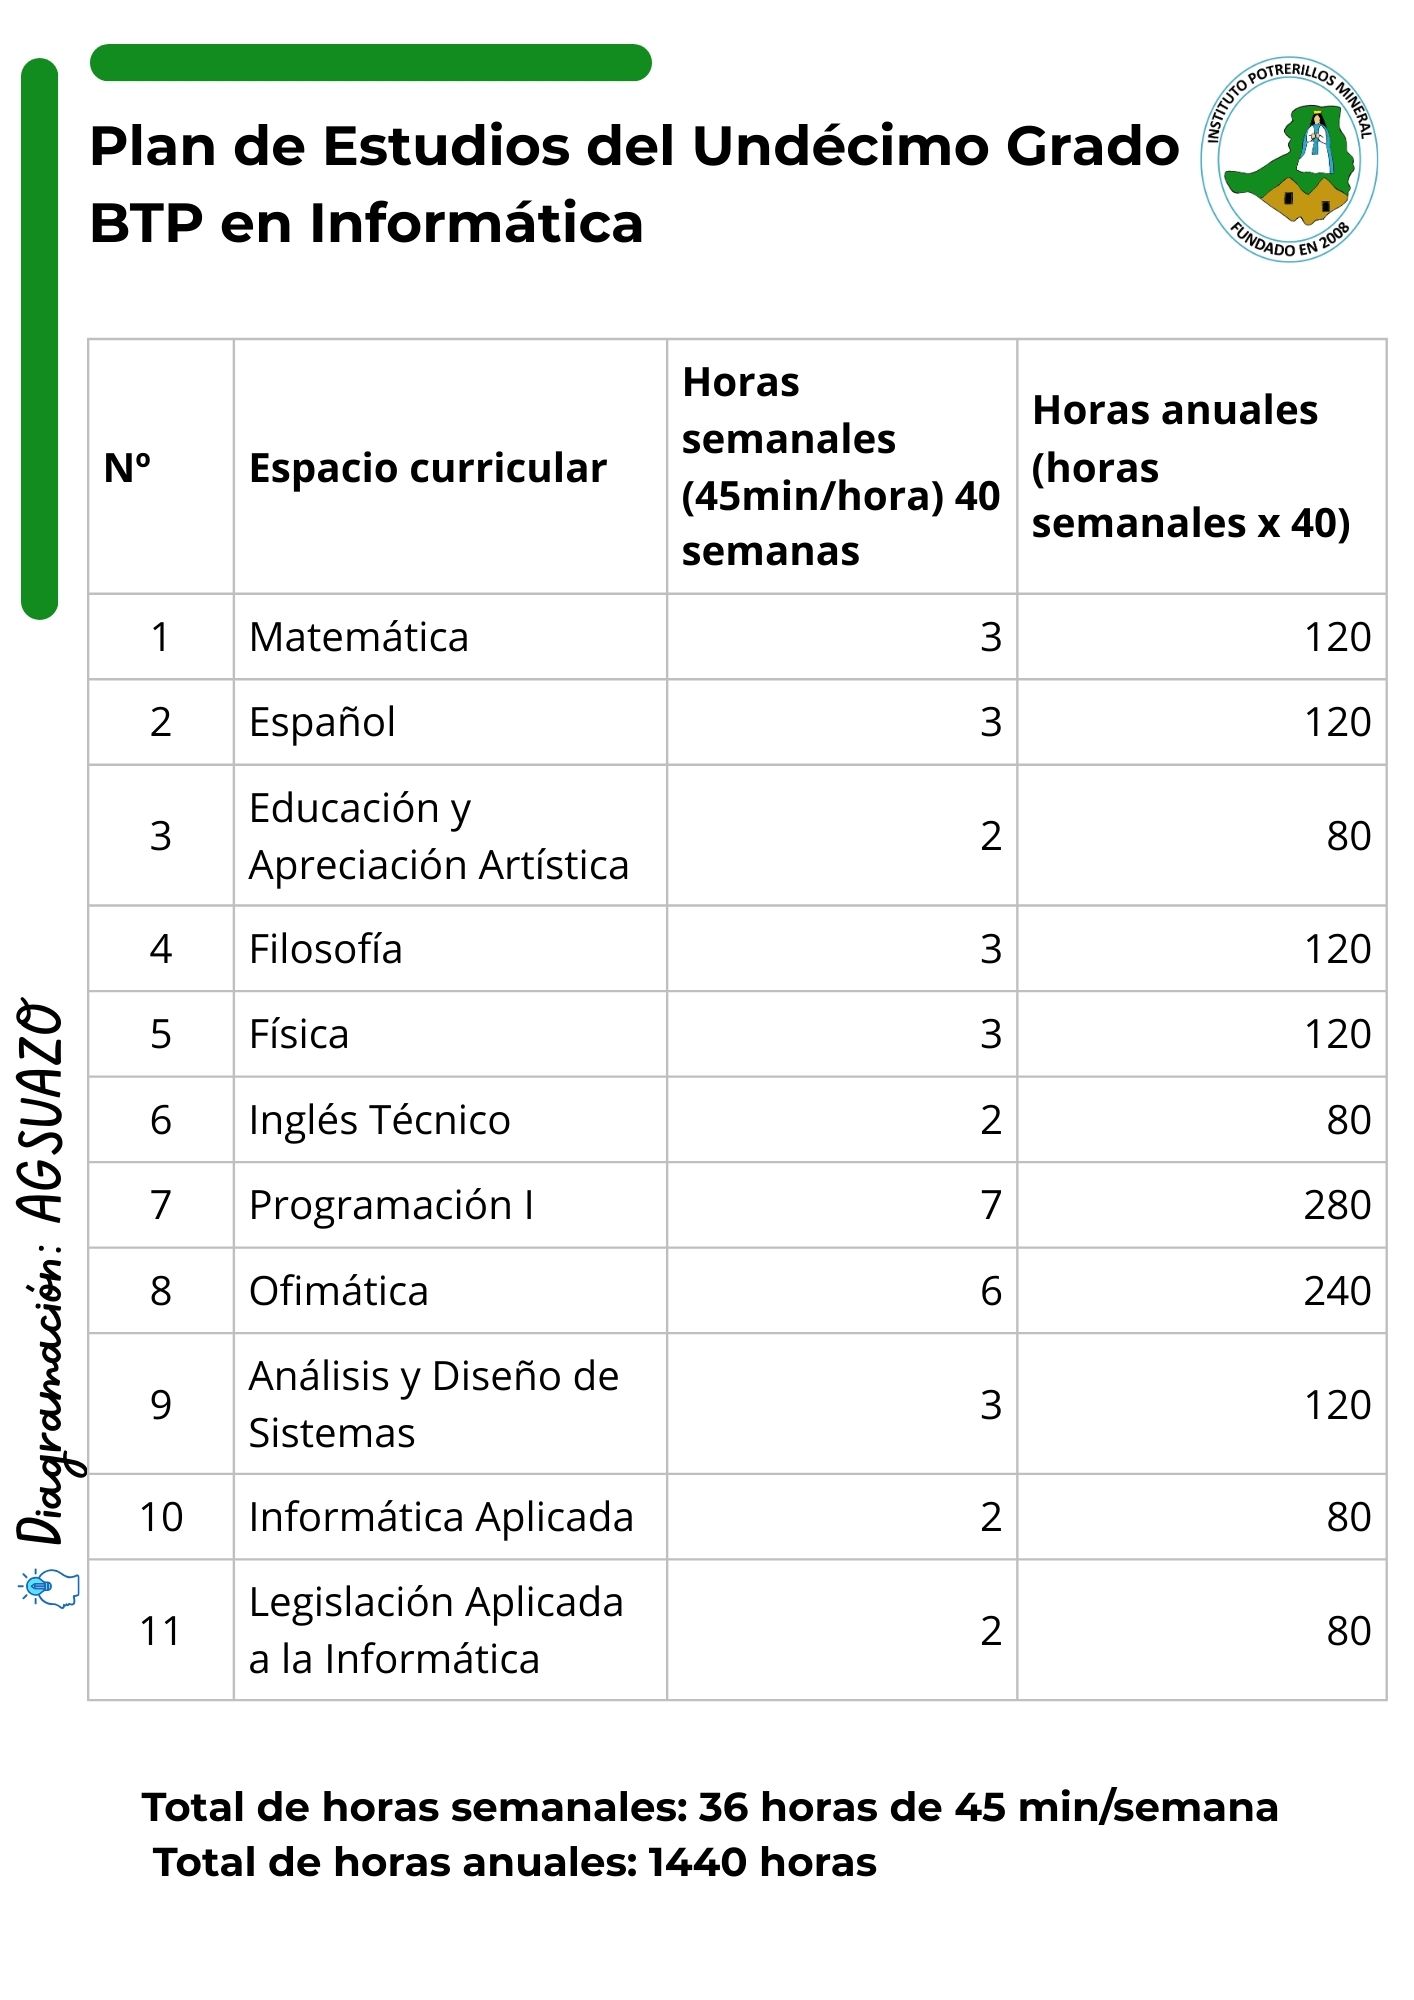 Plan de Estudios del Undécimo Grado
BTP en Informática
INSTITUTO POTRERILLOS MINERAL
FUNDADO EN 2008
Nº
Espacio curricular
Horas
semanales
(45min/hora) 40
semanas
Horas anuales
(horas
semanales x 40)
1 Matemática 3 120
2 Español 3 120
3 Educación y
Apreciación Artística 2 80
4 Filosofía 3 120
5 Física 3 120
6 Inglés Técnico 2 80
7 Programación I 7 280
8 Ofimática 6 240
9 Análisis y Diseño de
Sistemas 3 120
10 Informática Aplicada 2 80
11 Legislación Aplicada
a la Informática 2 80
Total de horas semanales: 36 horas de 45 min/semana
Total de horas anuales: 1440 horas
Diagramación: AGSUAZO